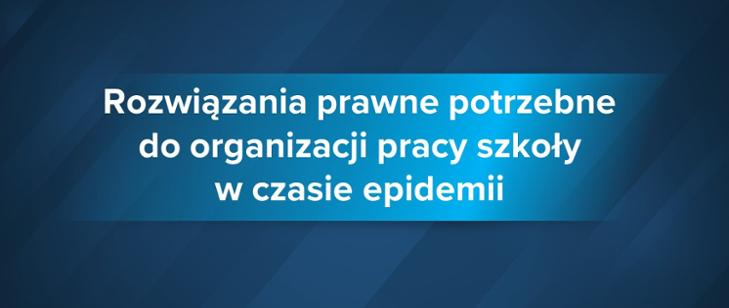 Rozwiązania prawne potrzebne
do organizacji pracy szkoły
w czasie epidemii